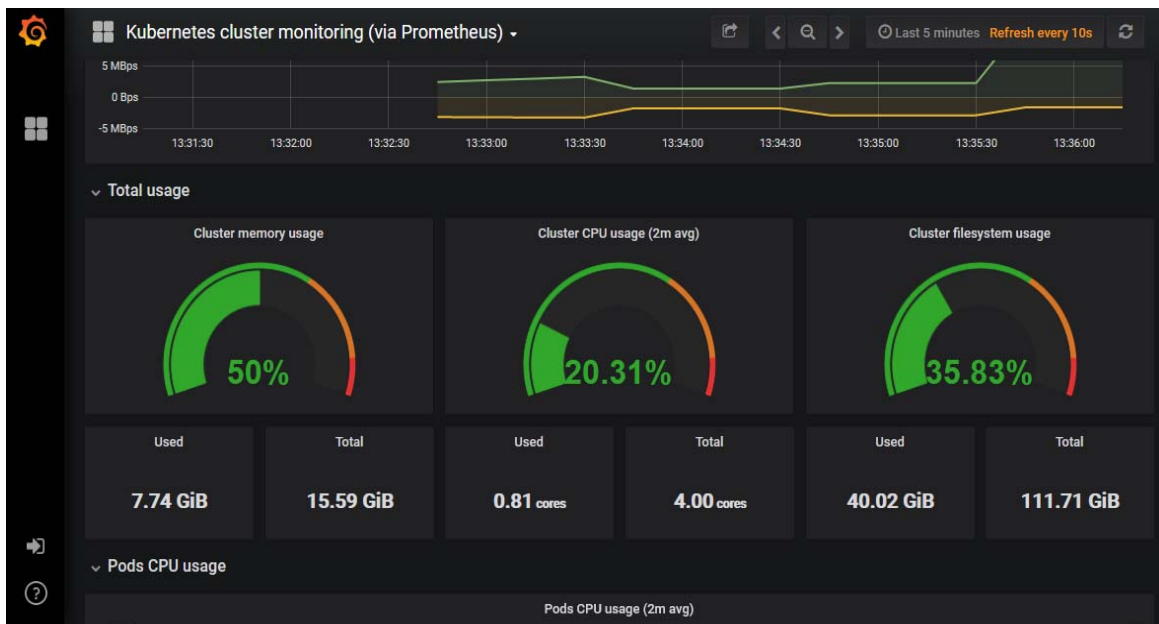 Kubernetes cluster monitoring (via Prometheus)
Last 5 minutes Refresh every 10s
5 MBps
0 Bps
-5 MBps
13:31:30 13:32:00 13:32:30 13:33:00 13:33:30 13:34:00 13:34:30 13:35:00 13:35:30 13:36:00
Total usage
Cluster memory usage Cluster CPU usage (2m avg) Cluster filesystem usage
50% 20.31% 35.83%
Used Total Used Total Used Total
7.74 GiB 15.59 GiB 0.81 cores 4.00 cores 40.02 GiB 111.71 GiB
Pods CPU usage
Pods CPU usage (2m avg)